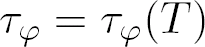 τ_φ = τ_φ(T)